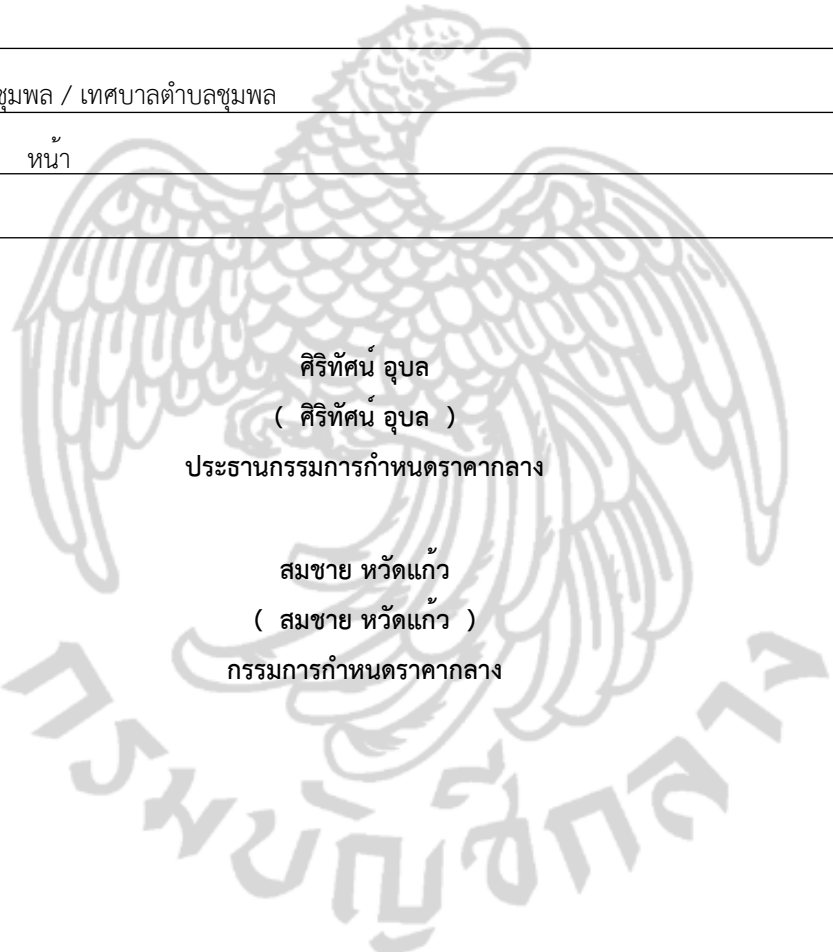 ชุมพล / เทศบาลตำบลชุมพล
หน้า
ศิริทัศน์ อุบล
( ศิริทัศน์ อุบล )
ประธานกรรมการกำหนดราคากลาง
สมชาย หวัดแก้ว
( สมชาย หวัดแก้ว )
กรรมการกำหนดราคากลาง
กรมบัญชีกลาง